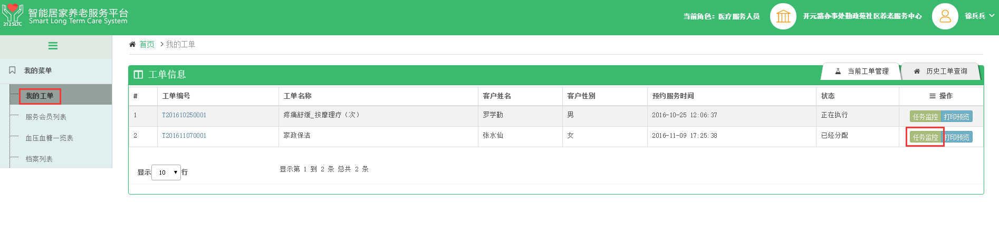 212 SLTC
智能居家养老服务平台
Smart Long Term Care System
当前角色：医疗服务人员
开元路办事处勤政苑社区养老服务中心
徐兵兵
我的菜单
我的工单
服务会员列表
血压血糖一览表
档案列表
首页 > 我的工单
工单信息
当前工单管理
历史工单查询
# 工单编号 工单名称 客户姓名 客户性别 预约服务时间 状态 操作
1 T201610250001 疼痛舒缓_按摩理疗（次） 罗学勤 男 2016-10-25 12:06:37 正在执行 任务监控 打印预览
2 T201611070001 家政保洁 张水仙 女 2016-11-09 17:25:38 已经分配 任务监控 打印预览
显示 10 行
显示第 1 到 2 条 总共 2 条